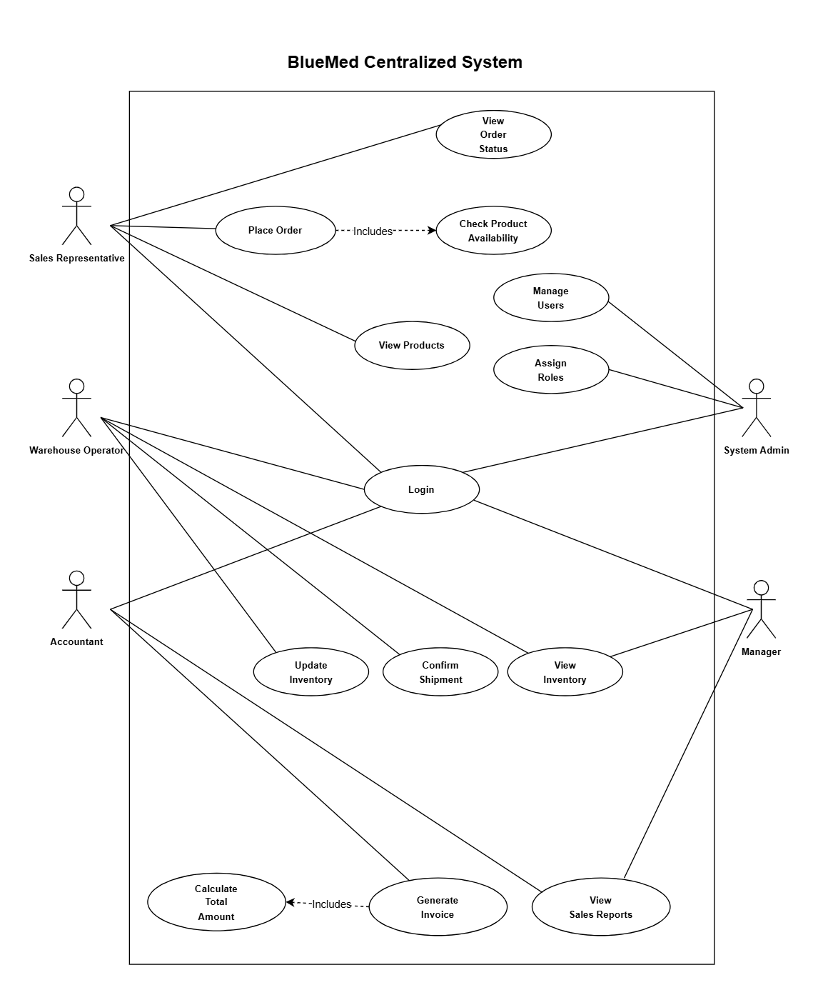 BlueMed Centralized System
View
Order
Status
Sales Representative
Place Order
Includes
Check Product
Availability
Manage
Users
View Products
Assign
Roles
Warehouse Operator
System Admin
Login
Accountant
Manager
Update
Inventory
Confirm
Shipment
View
Inventory
Calculate
Total
Amount
Includes
Generate
Invoice
View
Sales Reports